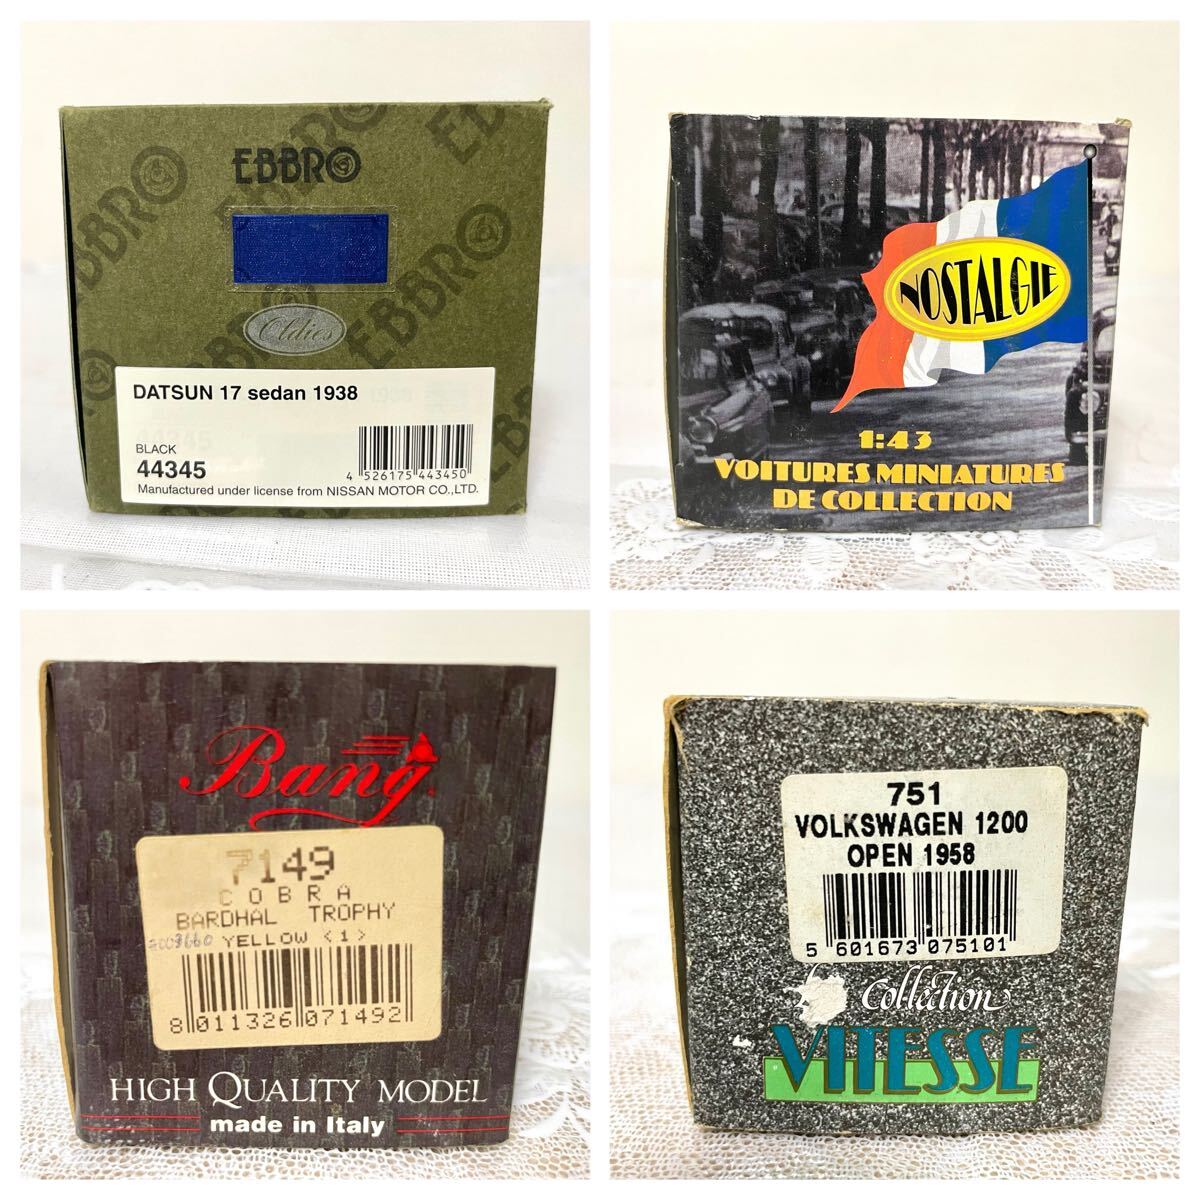 EBBRO
Oldies
DATSUN 17 sedan 1938
BLACK
44345
4 526175 443450
Manufactured under license from NISSAN MOTOR CO.,LTD.
NOSTALGIE
1:43
VOITURES MINIATURES
DE COLLECTION
Bang
7149
COBRA
BARDHAL TROPHY
YELLOW <1>
8 011326 071492
HIGH QUALITY MODEL
made in Italy
751
VOLKSWAGEN 1200
OPEN 1958
5 601673 075101
Collection
VITESSE